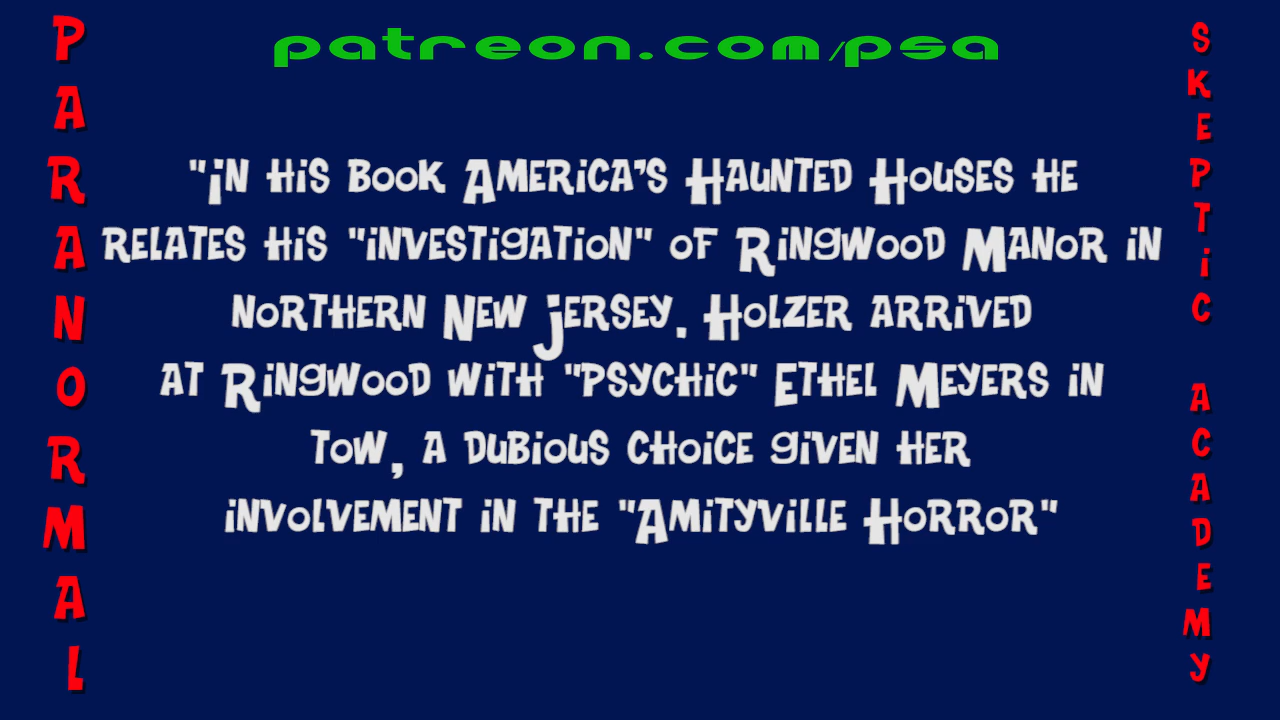 patreon.com/psa
PARANORMAL
"in his book America's Haunted Houses he
relates his "investigation" of Ringwood Manor in
northern New Jersey. Holzer arrived
at Ringwood with "psychic" Ethel Meyers in
tow, a dubious choice given her
involvement in the "Amityville Horror"
SKEPTiC ACADEMY